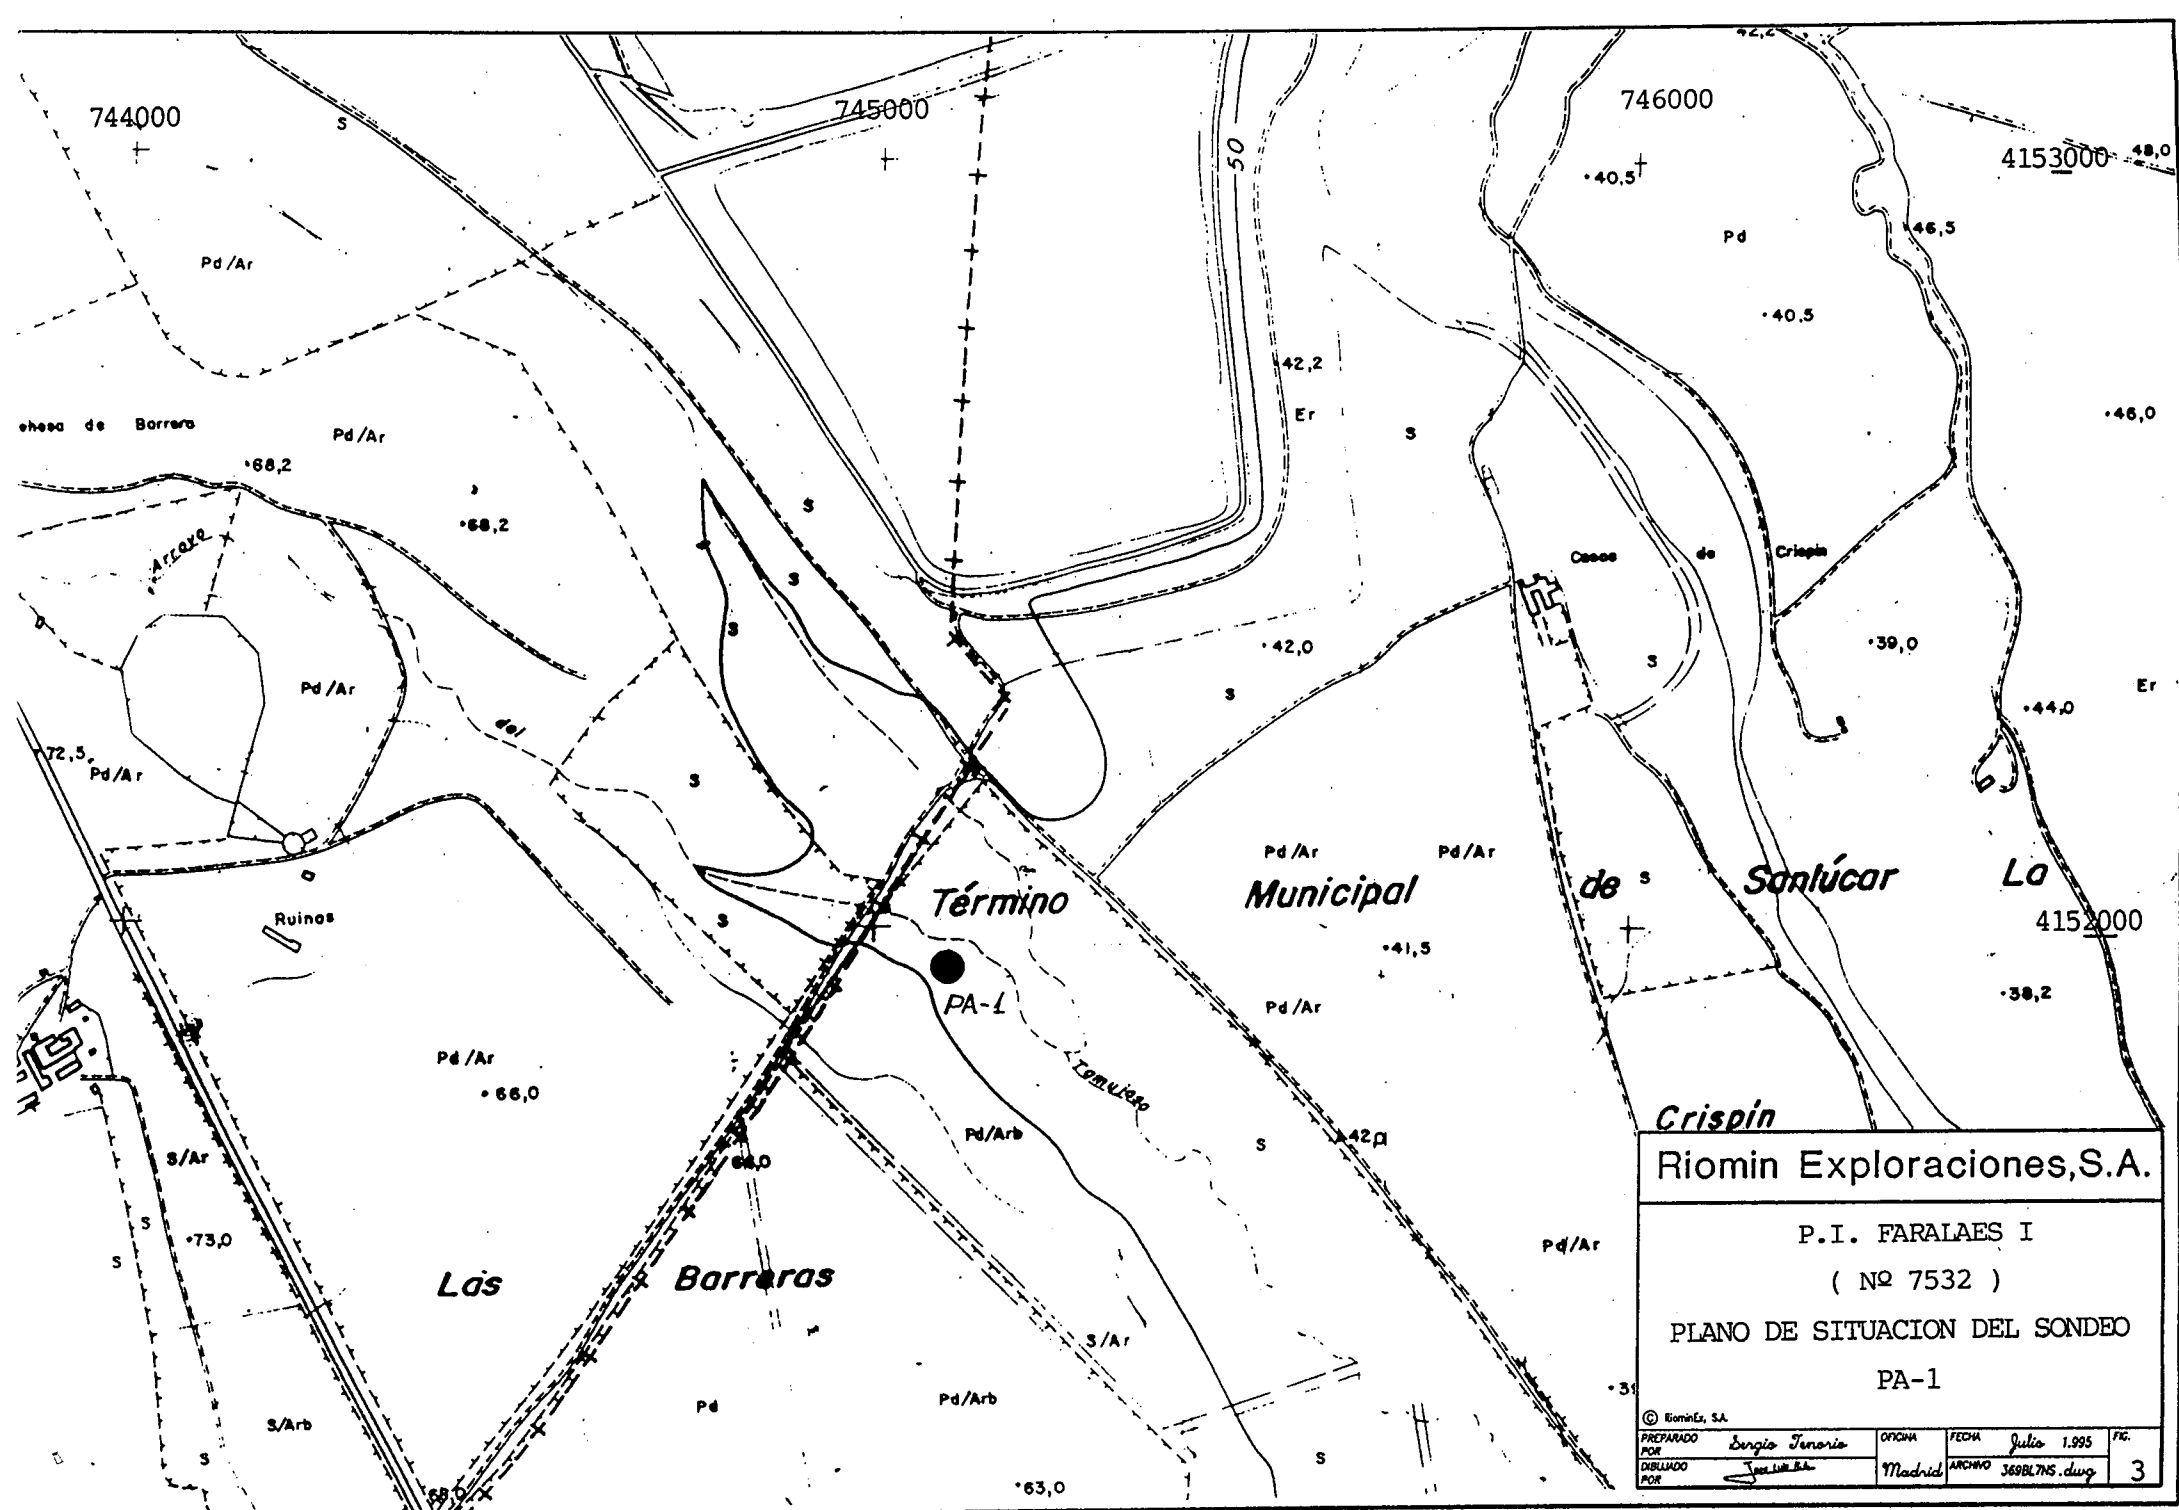 42,2
744000
745000
746000
S
50
4153000
48,0
40,5
46,5
Pd
Pd/Ar
40,5
42,2
Er
46,0
ehesa de Barrera
Pd/Ar
S
68,2
S
68,2
Arroyo
Casas de Crispín
S
S
42,0
39,0
S
Pd/Ar
S
Er
del
44,0
72,5
Pd/Ar
S
Pd/Ar
Pd/Ar
Término Municipal de Sanlúcar La
S
Ruinas
S
4152000
41,5
PA-1
38,2
Pd/Ar
Pd/Ar
66,0
Tomujoso
Crispín
Pd/Arb
S
42,0
S/Ar
S
73,0
S
Pd/Ar
Las Barreras
S/Ar
Pd
Pd/Arb
S/Arb
S
S
63,0
Riomin Exploraciones,S.A.
P.I. FARALAES I
( Nº 7532 )
PLANO DE SITUACION DEL SONDEO
PA-1
© RiominEx, S.A.
PREPARADO POR Sergio Tenorio
OFICINA Madrid
FECHA Julio 1.995
FIG. 3
DIBUJADO POR
ARCHIVO 369BL7NS.dwg